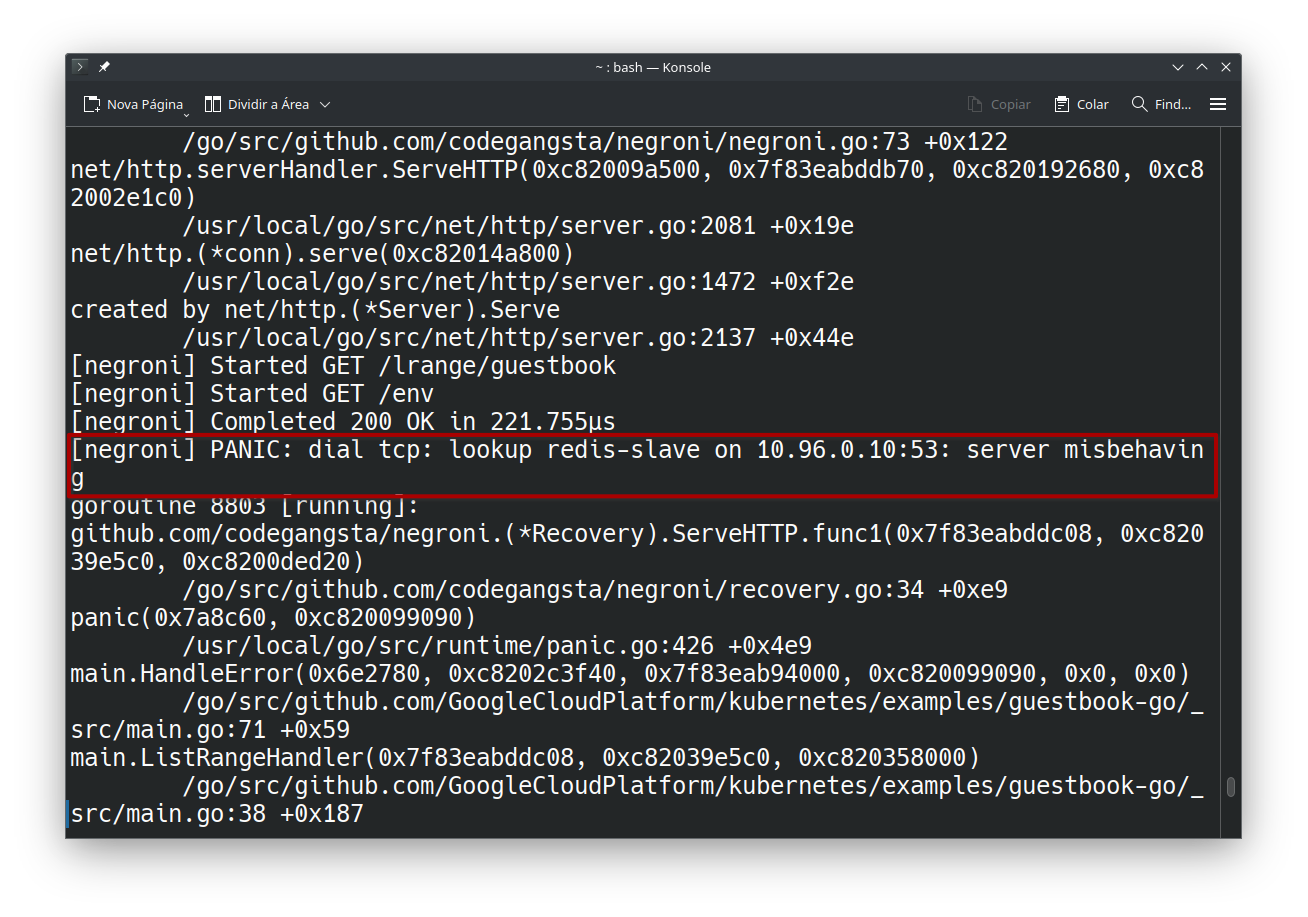 ~ : bash — Konsole
Nova Página Dividir a Área Copiar Colar Find...
/go/src/github.com/codegangsta/negroni/negroni.go:73 +0x122
net/http.serverHandler.ServeHTTP(0xc82009a500, 0x7f83eabddb70, 0xc820192680, 0xc8
2002e1c0)
/usr/local/go/src/net/http/server.go:2081 +0x19e
net/http.(*conn).serve(0xc82014a800)
/usr/local/go/src/net/http/server.go:1472 +0xf2e
created by net/http.(*Server).Serve
/usr/local/go/src/net/http/server.go:2137 +0x44e
[negroni] Started GET /lrange/guestbook
[negroni] Started GET /env
[negroni] Completed 200 OK in 221.755µs
[negroni] PANIC: dial tcp: lookup redis-slave on 10.96.0.10:53: server misbehavin
g
goroutine 8803 [running]:
github.com/codegangsta/negroni.(*Recovery).ServeHTTP.func1(0x7f83eabddc08, 0xc820
39e5c0, 0xc8200ded20)
/go/src/github.com/codegangsta/negroni/recovery.go:34 +0xe9
panic(0x7a8c60, 0xc820099090)
/usr/local/go/src/runtime/panic.go:426 +0x4e9
main.HandleError(0x6e2780, 0xc8202c3f40, 0x7f83eab94000, 0xc820099090, 0x0, 0x0)
/go/src/github.com/GoogleCloudPlatform/kubernetes/examples/guestbook-go/_
src/main.go:71 +0x59
main.ListRangeHandler(0x7f83eabddc08, 0xc82039e5c0, 0xc820358000)
/go/src/github.com/GoogleCloudPlatform/kubernetes/examples/guestbook-go/_
src/main.go:38 +0x187